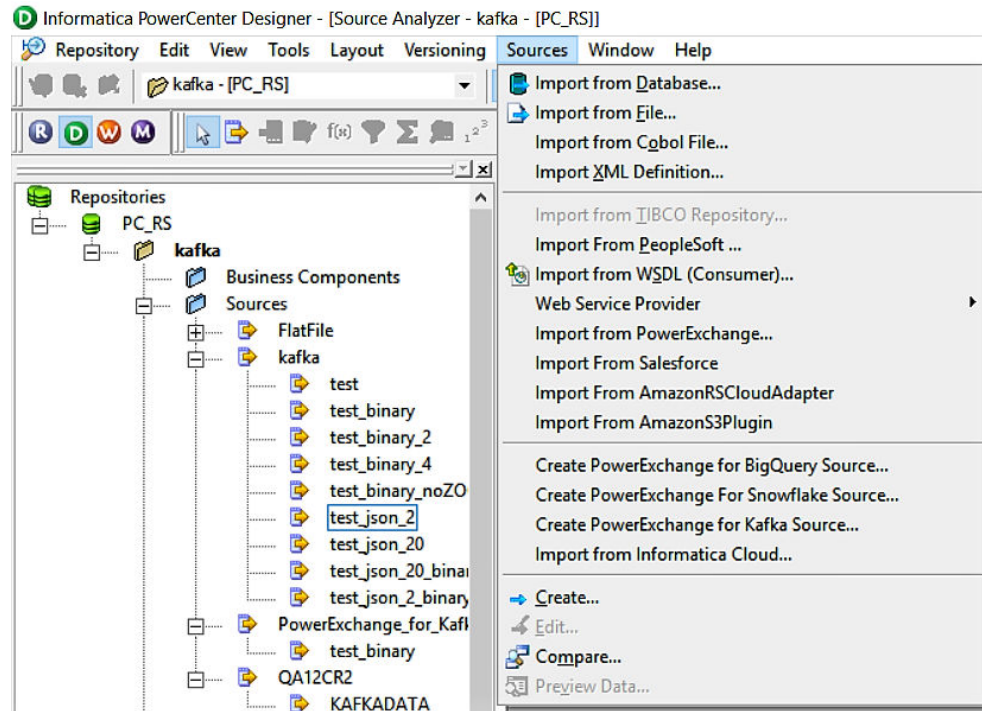 Informatica PowerCenter Designer - [Source Analyzer - kafka - [PC_RS]]
Repository Edit View Tools Layout Versioning Sources Window Help
kafka - [PC_RS]
R D W M f(x) Σ 1 2 3
Repositories
PC_RS
kafka
Business Components
Sources
FlatFile
kafka
test
test_binary
test_binary_2
test_binary_4
test_binary_noZO
test_json_2
test_json_20
test_json_20_binar
test_json_2_binary
PowerExchange_for_Kafk
test_binary
QA12CR2
KAFKADATA
Import from Database...
Import from File...
Import from Cobol File...
Import XML Definition...
Import from TIBCO Repository...
Import From PeopleSoft ...
Import from WSDL (Consumer)...
Web Service Provider
Import from PowerExchange...
Import From Salesforce
Import From AmazonRSCloudAdapter
Import From AmazonS3Plugin
Create PowerExchange for BigQuery Source...
Create PowerExchange For Snowflake Source...
Create PowerExchange for Kafka Source...
Import from Informatica Cloud...
Create...
Edit...
Compare...
Preview Data...